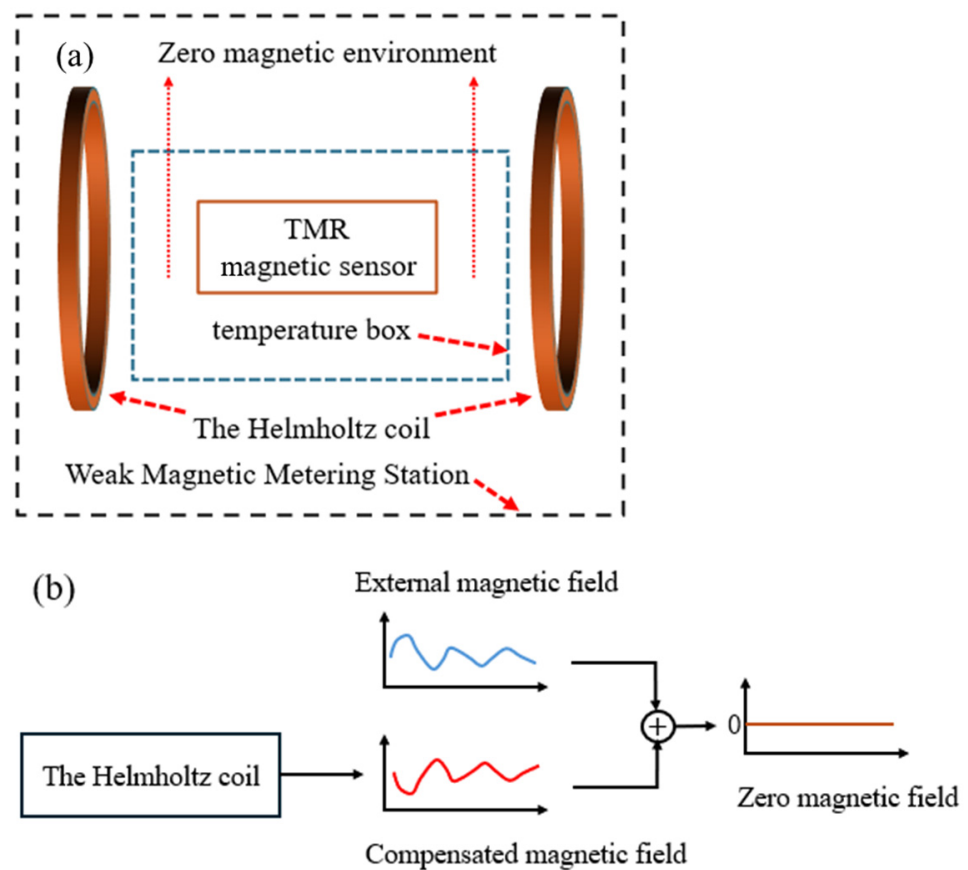 (a)
Zero magnetic environment
TMR
magnetic sensor
temperature box
The Helmholtz coil
Weak Magnetic Metering Station
(b)
External magnetic field
The Helmholtz coil
+
0
Zero magnetic field
Compensated magnetic field